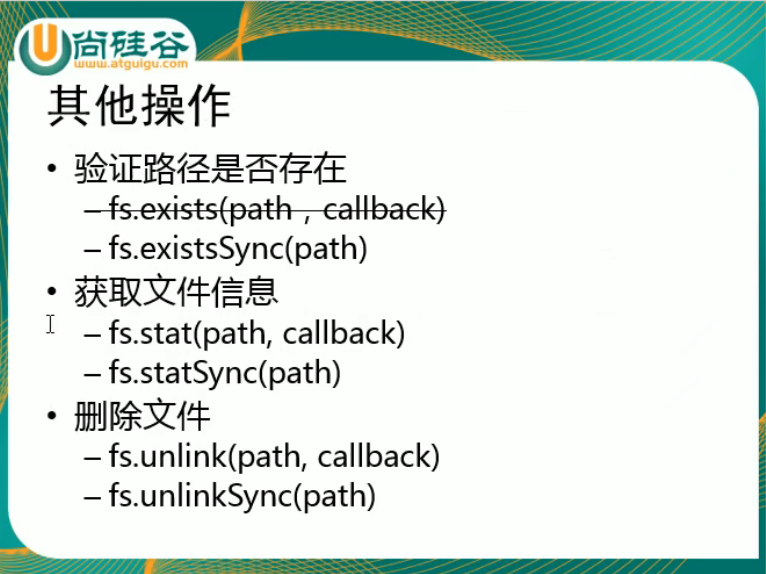 尚硅谷
www.atguigu.com
其他操作
• 验证路径是否存在
– fs.exists(path , callback)
– fs.existsSync(path)
• 获取文件信息
– fs.stat(path, callback)
– fs.statSync(path)
• 删除文件
– fs.unlink(path, callback)
– fs.unlinkSync(path)